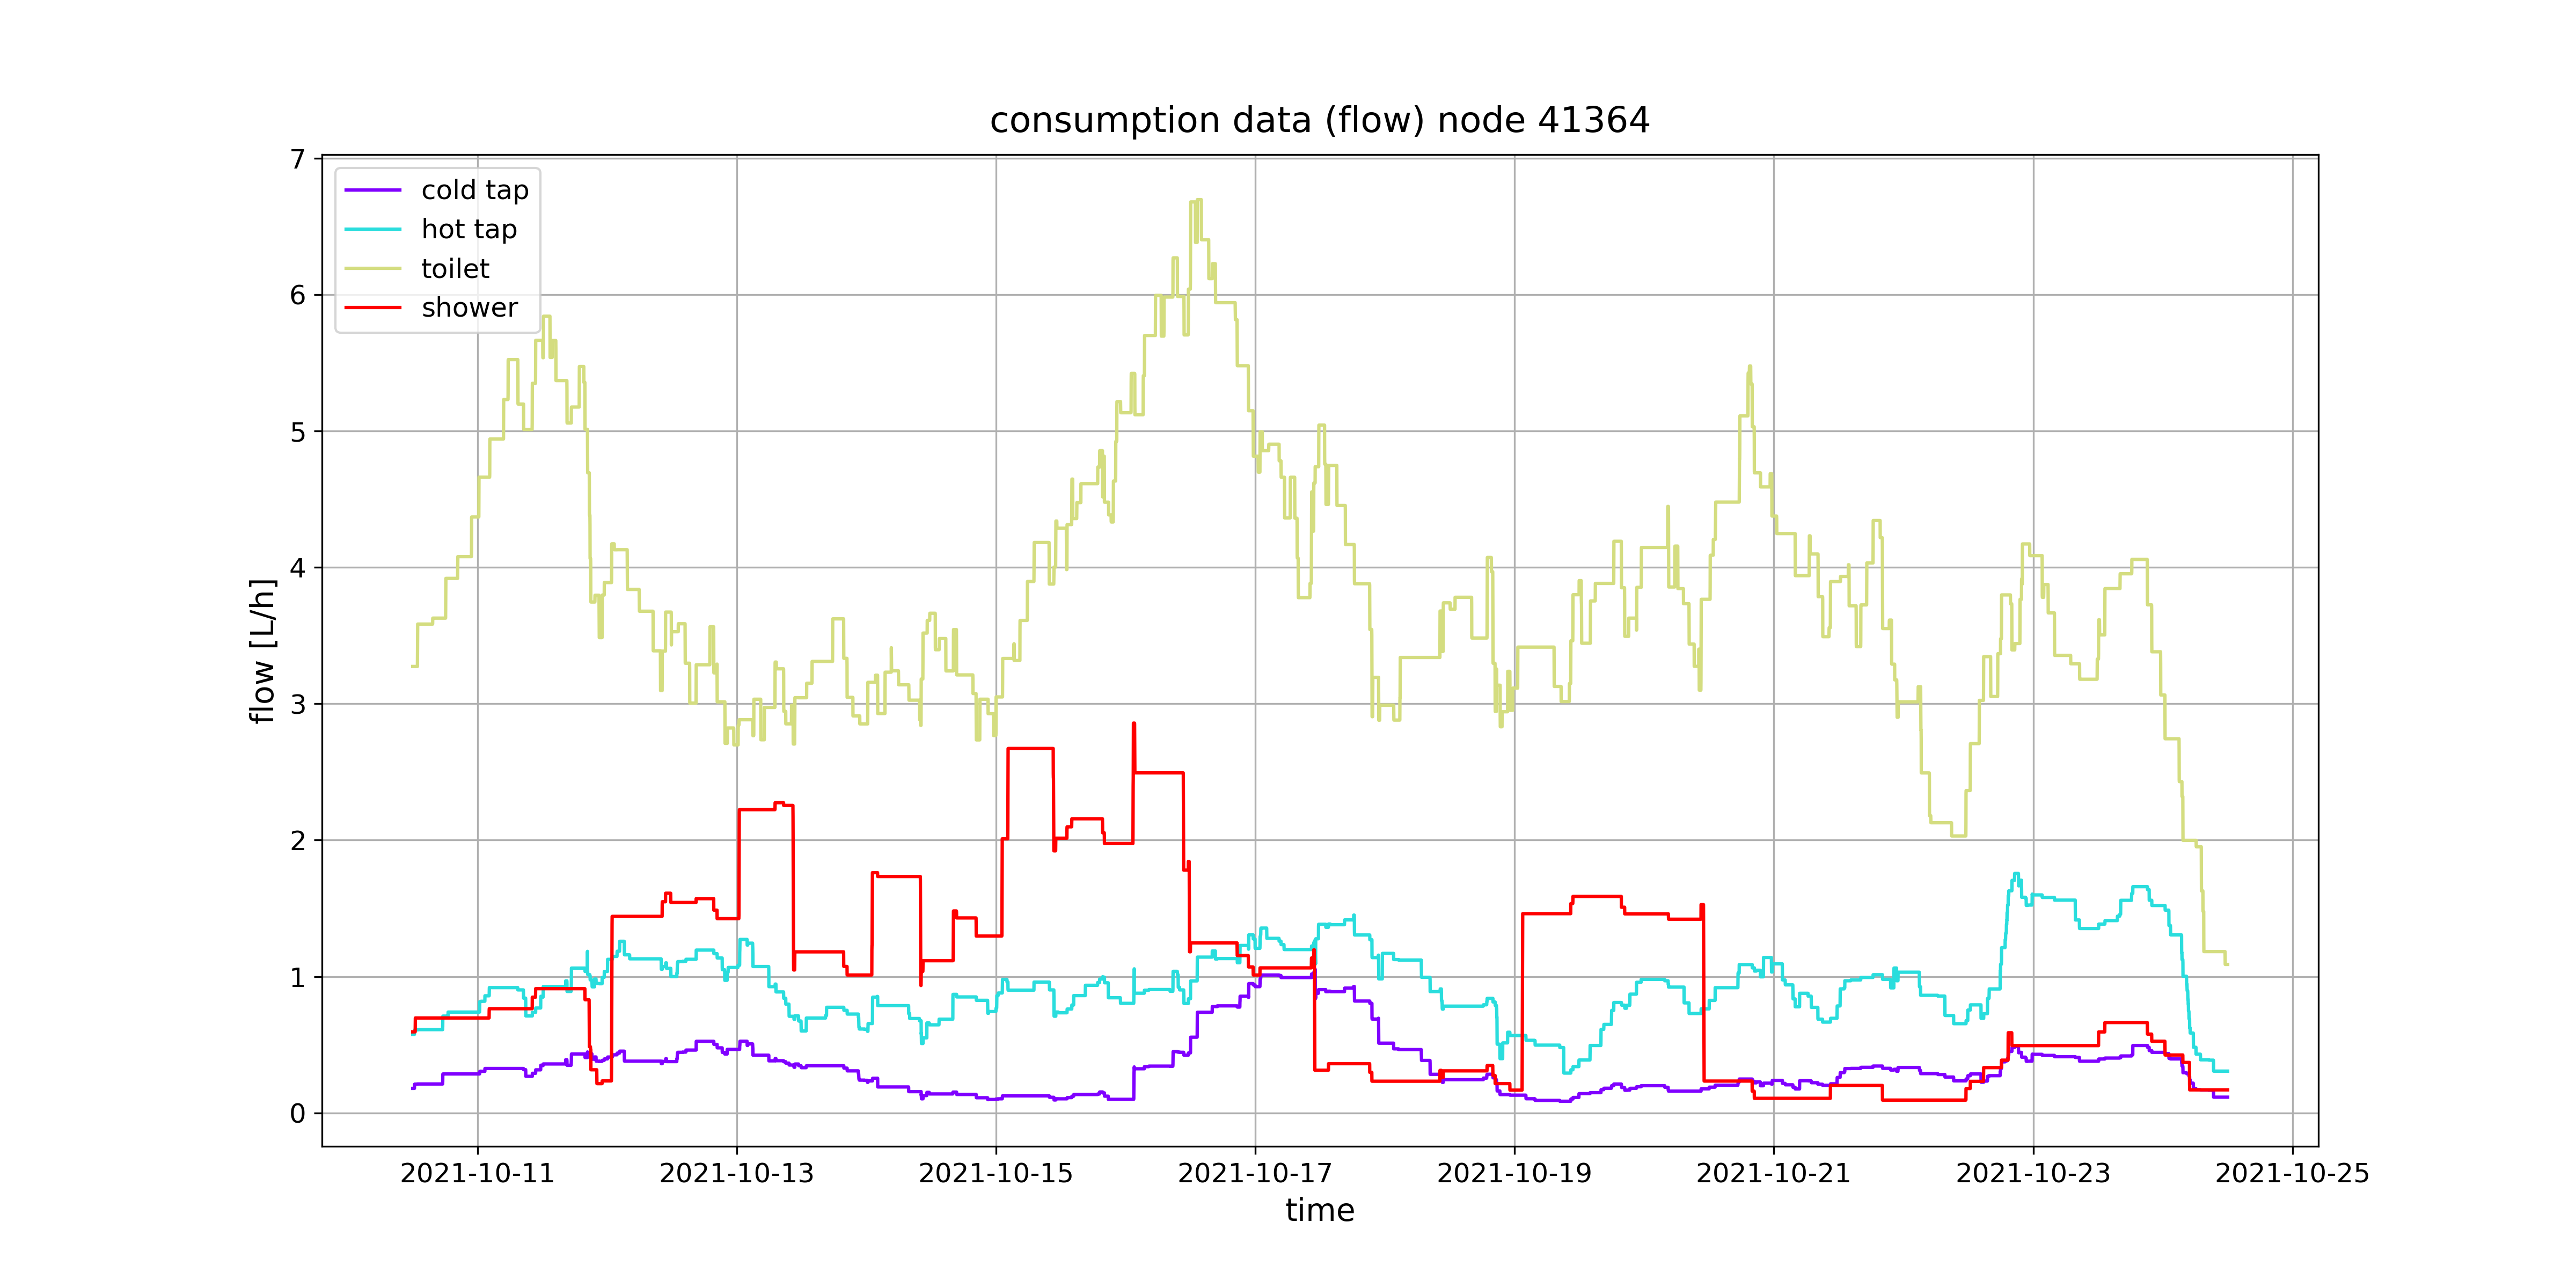 consumption data (flow) node 41364
7
6
5
4
3
2
1
0
flow [L/h]
cold tap
hot tap
toilet
shower
2021-10-11
2021-10-13
2021-10-15
2021-10-17
2021-10-19
2021-10-21
2021-10-23
2021-10-25
time